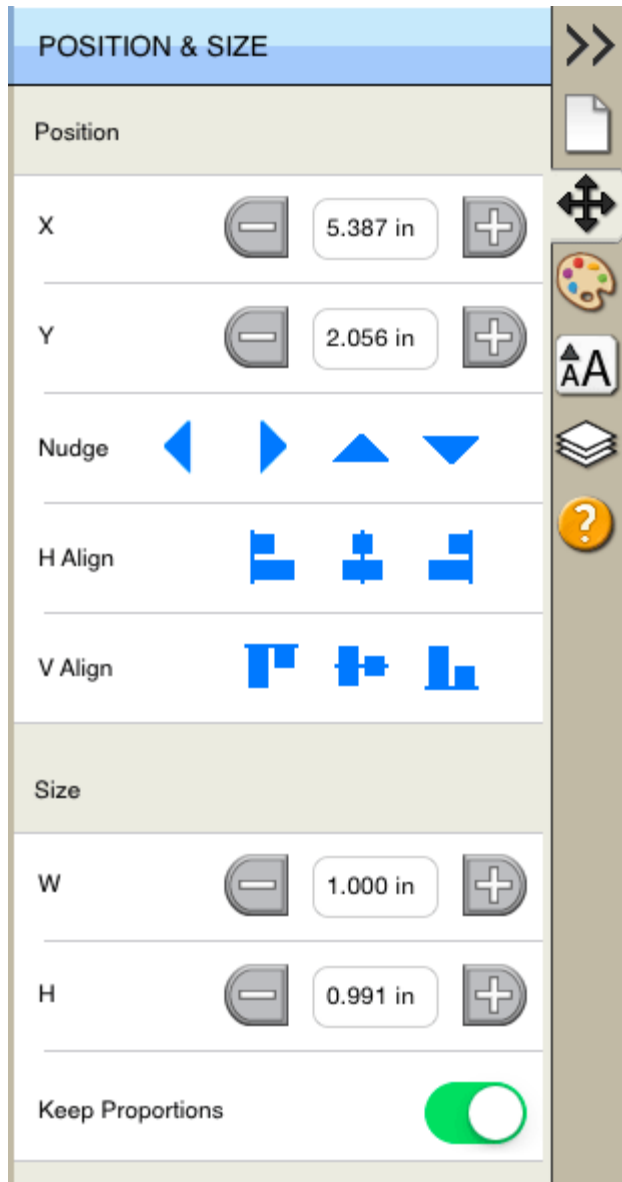 POSITION & SIZE
Position
X 5.387 in
Y 2.056 in
Nudge
AA
H Align
V Align
Size
W 1.000 in
H 0.991 in
Keep Proportions